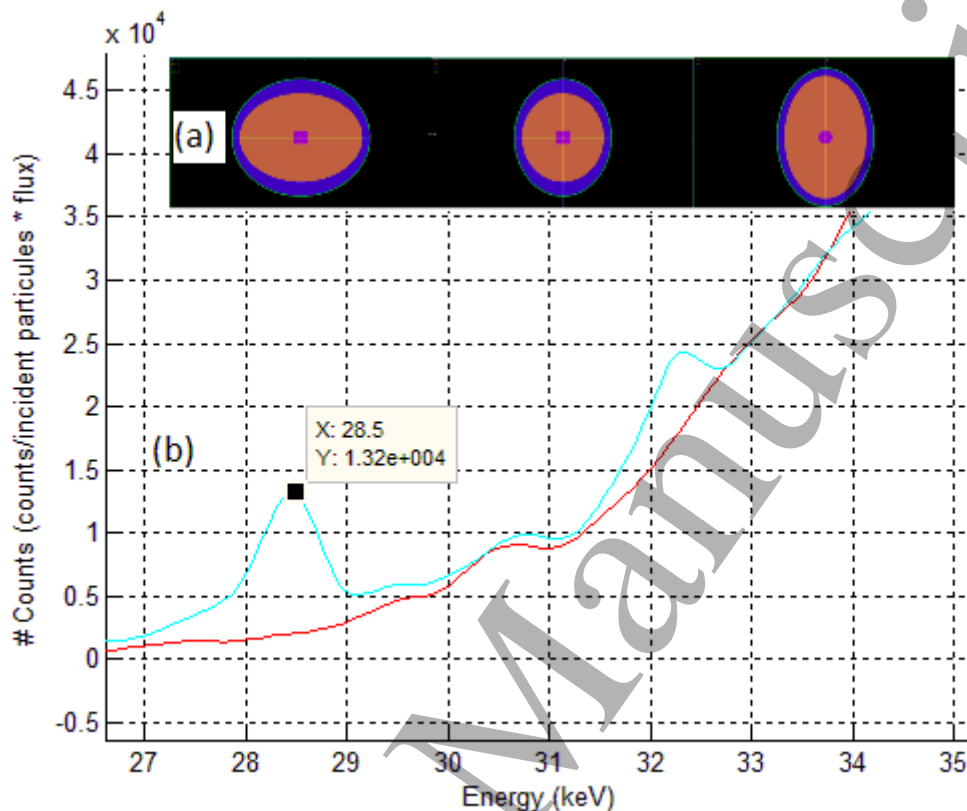 x 10⁴
(a)
4.5
4
3.5
3
2.5
2
1.5
1
0.5
0
-0.5
# Counts (counts/incident particules * flux)
(b)
X: 28.5
Y: 1.32e+004
27 28 29 30 31 32 33 34 35
Energy (keV)
Manusc